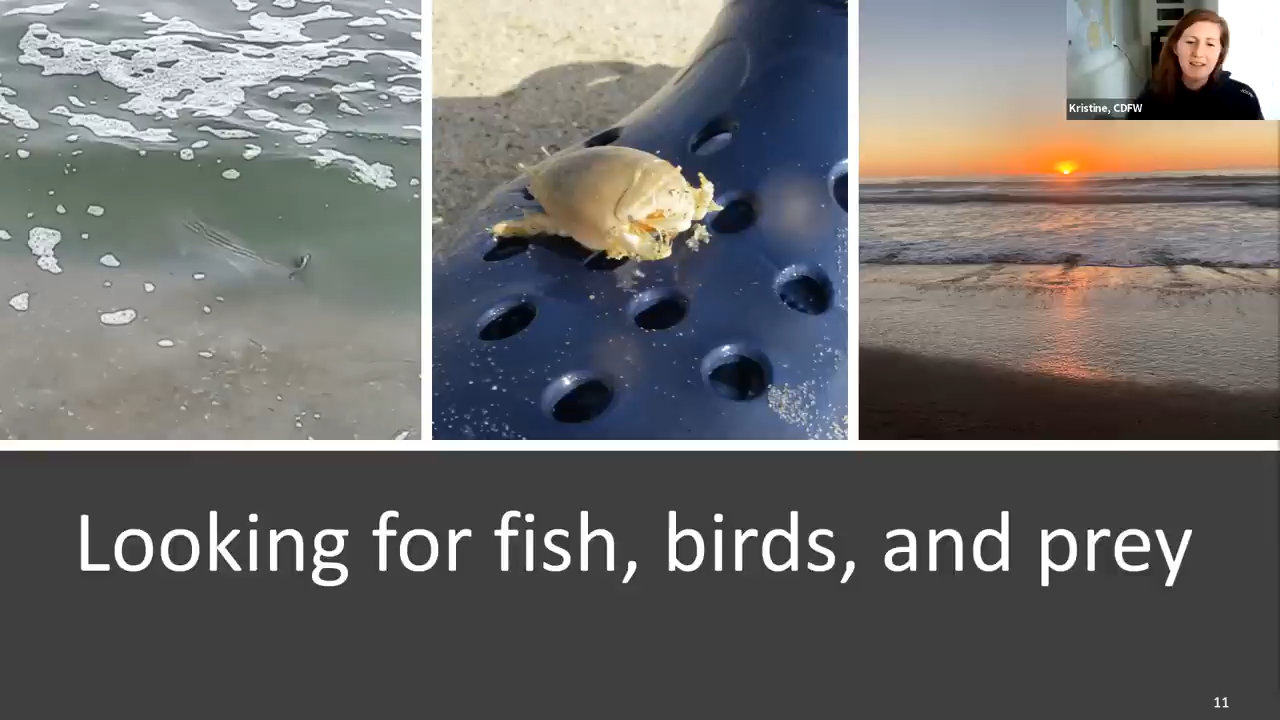 Kristine, CDFW
Looking for fish, birds, and prey
11